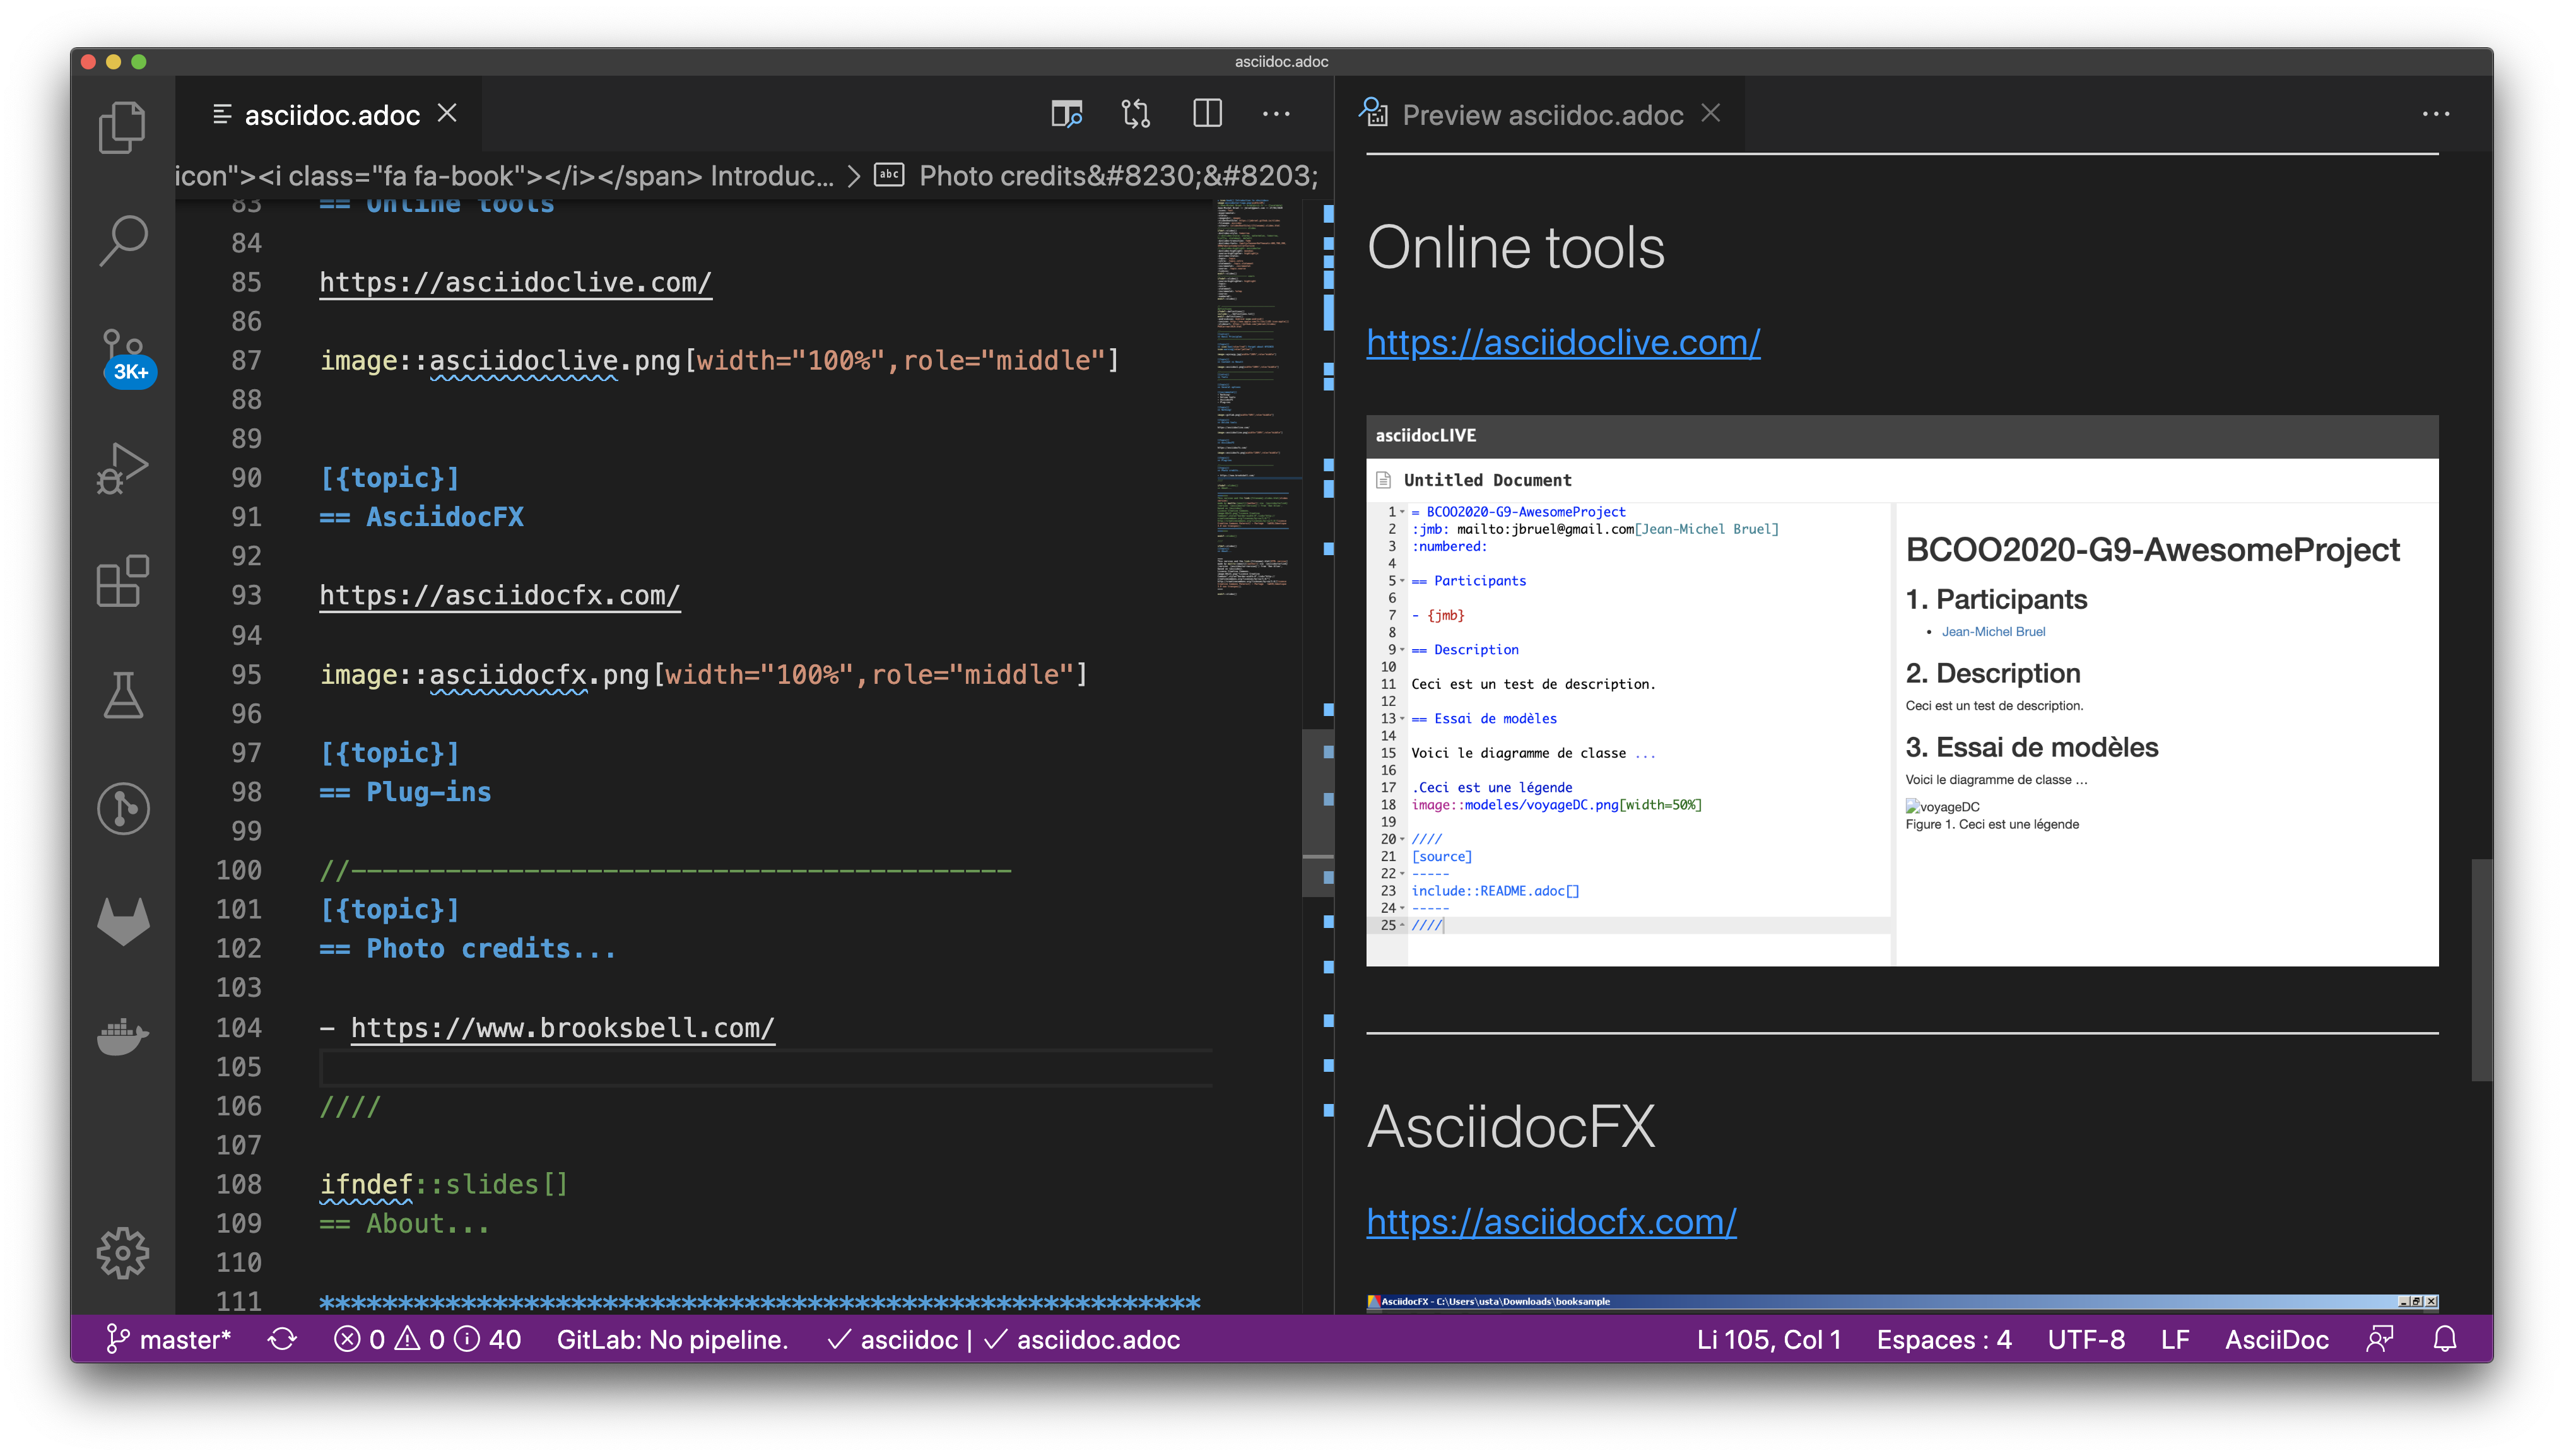 asciidoc.adoc
asciidoc.adoc
Preview asciidoc.adoc
icon"><i class="fa fa-book"></i></span> Introduc... > Photo credits&#8230;&#8203;
3K+
83 == Online tools
84
85 https://asciidoclive.com/
86
87 image::asciidoclive.png[width="100%",role="middle"]
88
89
90 [{topic}]
91 == AsciidocFX
92
93 https://asciidocfx.com/
94
95 image::asciidocfx.png[width="100%",role="middle"]
96
97 [{topic}]
98 == Plug-ins
99
100 //------------------------------------------
101 [{topic}]
102 == Photo credits...
103
104 - https://www.brooksbell.com/
105
106 ////
107
108 ifndef::slides[]
109 == About...
110
111 ********************************************************
Online tools
https://asciidoclive.com/
asciidocLIVE
Untitled Document
1 = BCOO2020-G9-AwesomeProject
2 :jmb: mailto:jbruel@gmail.com[Jean-Michel Bruel]
3 :numbered:
4
5 == Participants
6
7 - {jmb}
8
9 == Description
10
11 Ceci est un test de description.
12
13 == Essai de modèles
14
15 Voici le diagramme de classe ...
16
17 .Ceci est une légende
18 image::modeles/voyageDC.png[width=50%]
19
20 ////
21 [source]
22 -----
23 include::README.adoc[]
24 -----
25 ////
BCOO2020-G9-AwesomeProject
1. Participants
• Jean-Michel Bruel
2. Description
Ceci est un test de description.
3. Essai de modèles
Voici le diagramme de classe …
voyageDC
Figure 1. Ceci est une légende
AsciidocFX
https://asciidocfx.com/
AsciidocFX - C:\Users\usta\Downloads\booksample
master* 0 0 40 GitLab: No pipeline. ✓ asciidoc | ✓ asciidoc.adoc Li 105, Col 1 Espaces : 4 UTF-8 LF AsciiDoc